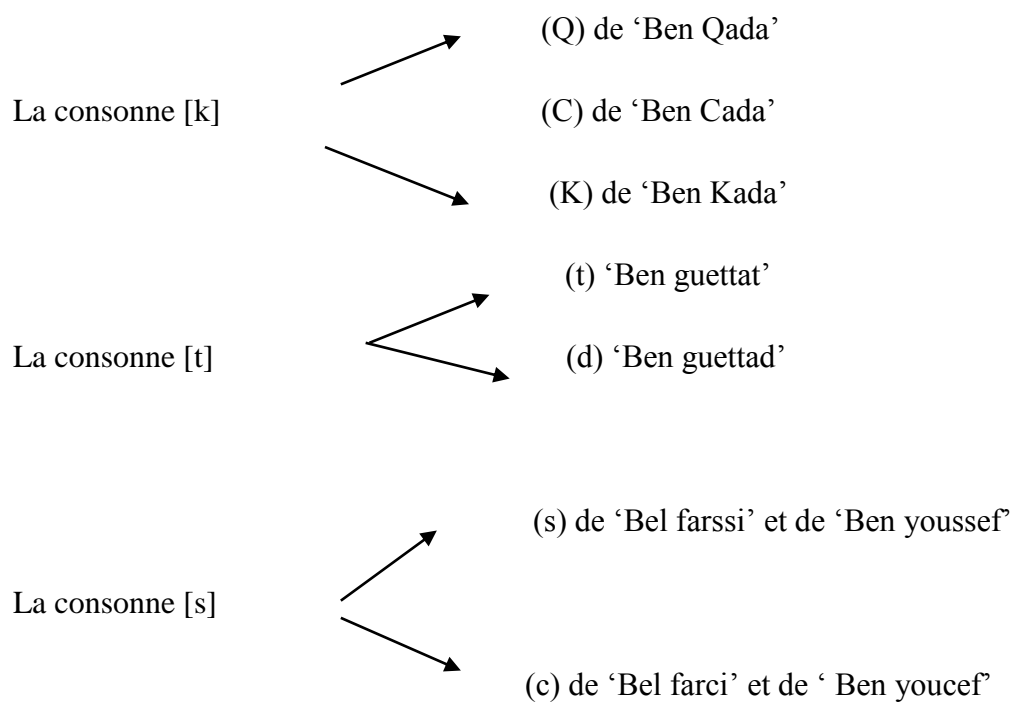 (Q) de ‘Ben Qada’
La consonne [k] (C) de ‘Ben Cada’
(K) de ‘Ben Kada’
(t) ‘Ben guettat’
La consonne [t] (d) ‘Ben guettad’
(s) de ‘Bel farssi’ et de ‘Ben youssef’
La consonne [s]
(c) de ‘Bel farci’ et de ‘ Ben youcef’